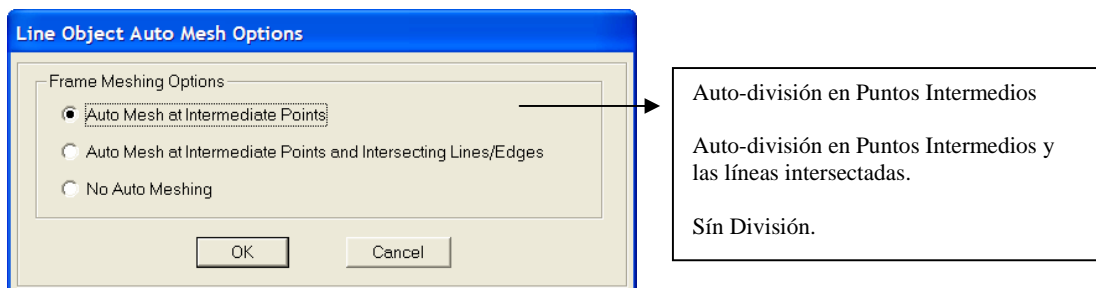 Line Object Auto Mesh Options
Frame Meshing Options
Auto Mesh at Intermediate Points
Auto Mesh at Intermediate Points and Intersecting Lines/Edges
No Auto Meshing
OK
Cancel
Auto-división en Puntos Intermedios
Auto-división en Puntos Intermedios y
las líneas intersectadas.
Sín División.